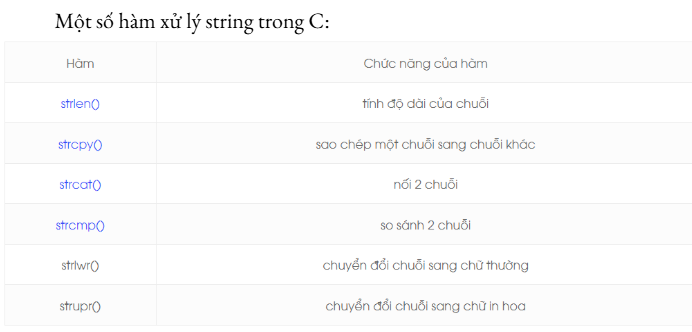 Một số hàm xử lý string trong C:
Hàm Chức năng của hàm
strlen() tính độ dài của chuỗi
strcpy() sao chép một chuỗi sang chuỗi khác
strcat() nối 2 chuỗi
strcmp() so sánh 2 chuỗi
strlwr() chuyển đổi chuỗi sang chữ thường
strupr() chuyển đổi chuỗi sang chữ in hoa